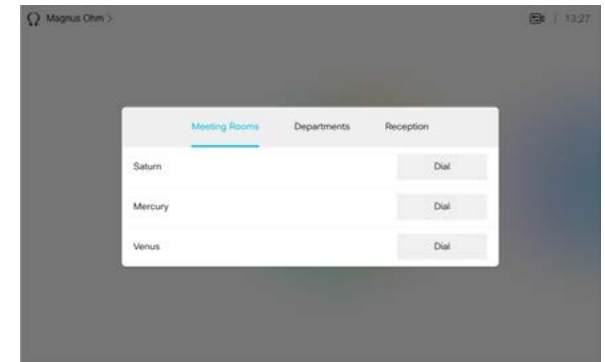 Magnus Ohm
13:27
Meeting Rooms Departments Reception
Saturn Dial
Mercury Dial
Venus Dial